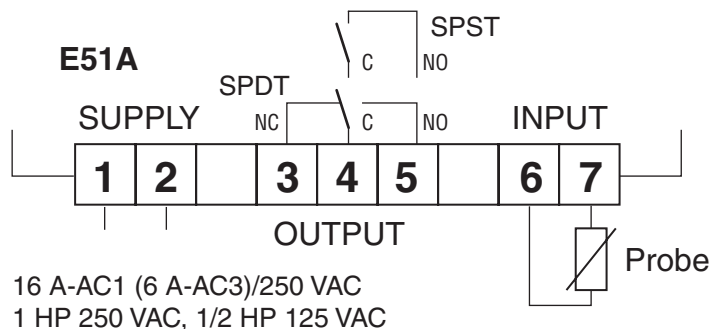 SPST
E51A
C NO
SPDT
SUPPLY NC C NO INPUT
1 2 3 4 5 6 7
OUTPUT
Probe
16 A-AC1 (6 A-AC3)/250 VAC
1 HP 250 VAC, 1/2 HP 125 VAC